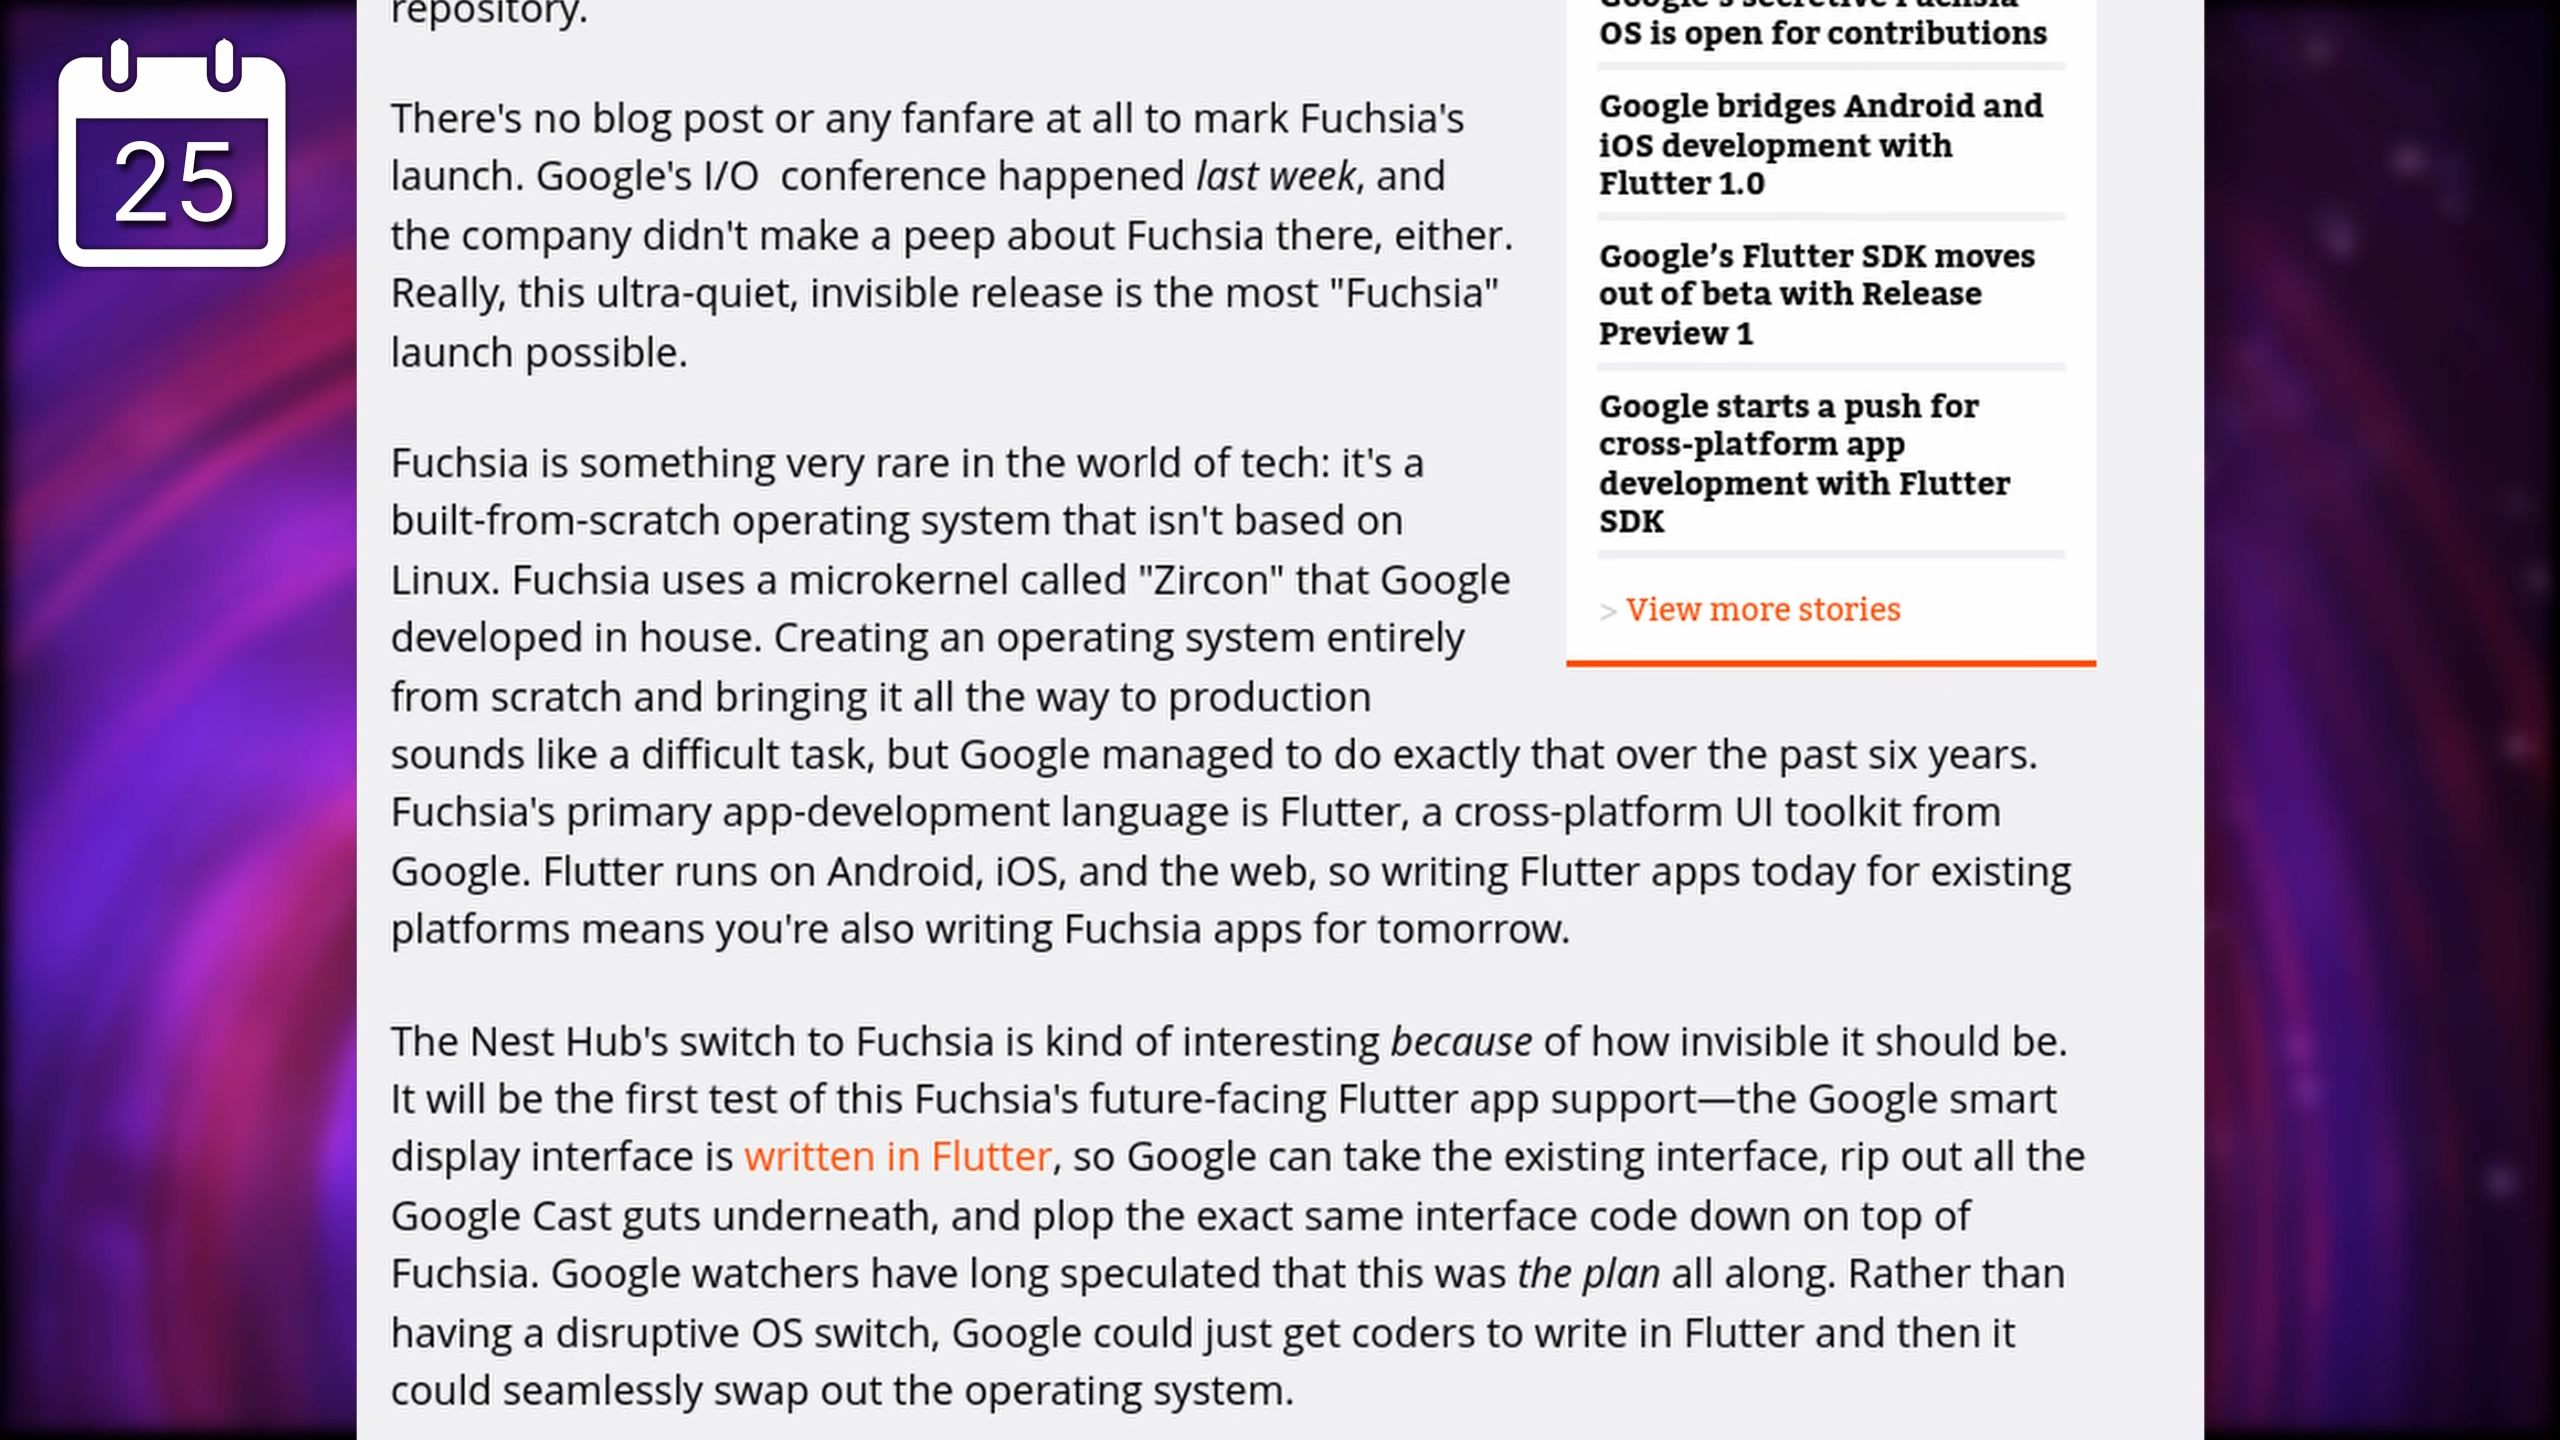 25
repository.
There's no blog post or any fanfare at all to mark Fuchsia's
launch. Google's I/O  conference happened last week, and
the company didn't make a peep about Fuchsia there, either.
Really, this ultra-quiet, invisible release is the most "Fuchsia"
launch possible.
Fuchsia is something very rare in the world of tech: it's a
built-from-scratch operating system that isn't based on
Linux. Fuchsia uses a microkernel called "Zircon" that Google
developed in house. Creating an operating system entirely
from scratch and bringing it all the way to production
sounds like a difficult task, but Google managed to do exactly that over the past six years.
Fuchsia's primary app-development language is Flutter, a cross-platform UI toolkit from
Google. Flutter runs on Android, iOS, and the web, so writing Flutter apps today for existing
platforms means you're also writing Fuchsia apps for tomorrow.
The Nest Hub's switch to Fuchsia is kind of interesting because of how invisible it should be.
It will be the first test of this Fuchsia's future-facing Flutter app support—the Google smart
display interface is written in Flutter, so Google can take the existing interface, rip out all the
Google Cast guts underneath, and plop the exact same interface code down on top of
Fuchsia. Google watchers have long speculated that this was the plan all along. Rather than
having a disruptive OS switch, Google could just get coders to write in Flutter and then it
could seamlessly swap out the operating system.
Google's secretive Fuchsia
OS is open for contributions
Google bridges Android and
iOS development with
Flutter 1.0
Google’s Flutter SDK moves
out of beta with Release
Preview 1
Google starts a push for
cross-platform app
development with Flutter
SDK
> View more stories